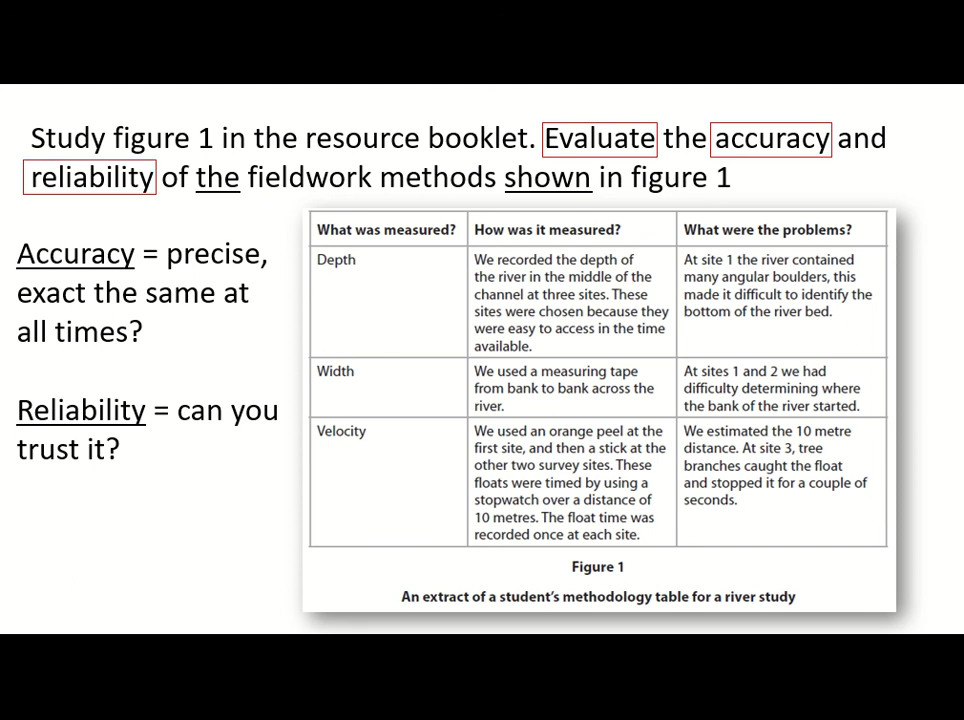 Study figure 1 in the resource booklet. Evaluate the accuracy and
reliability of the fieldwork methods shown in figure 1
Accuracy = precise,
exact the same at
all times?
Reliability = can you
trust it?
What was measured? How was it measured? What were the problems?
Depth
We recorded the depth of
the river in the middle of the
channel at three sites. These
sites were chosen because they
were easy to access in the time
available.
At site 1 the river contained
many angular boulders, this
made it difficult to identify the
bottom of the river bed.
Width
We used a measuring tape
from bank to bank across the
river.
At sites 1 and 2 we had
difficulty determining where
the bank of the river started.
Velocity
We used an orange peel at the
first site, and then a stick at the
other two survey sites. These
floats were timed by using a
stopwatch over a distance of
10 metres. The float time was
recorded once at each site.
We estimated the 10 metre
distance. At site 3, tree
branches caught the float
and stopped it for a couple of
seconds.
Figure 1
An extract of a student's methodology table for a river study